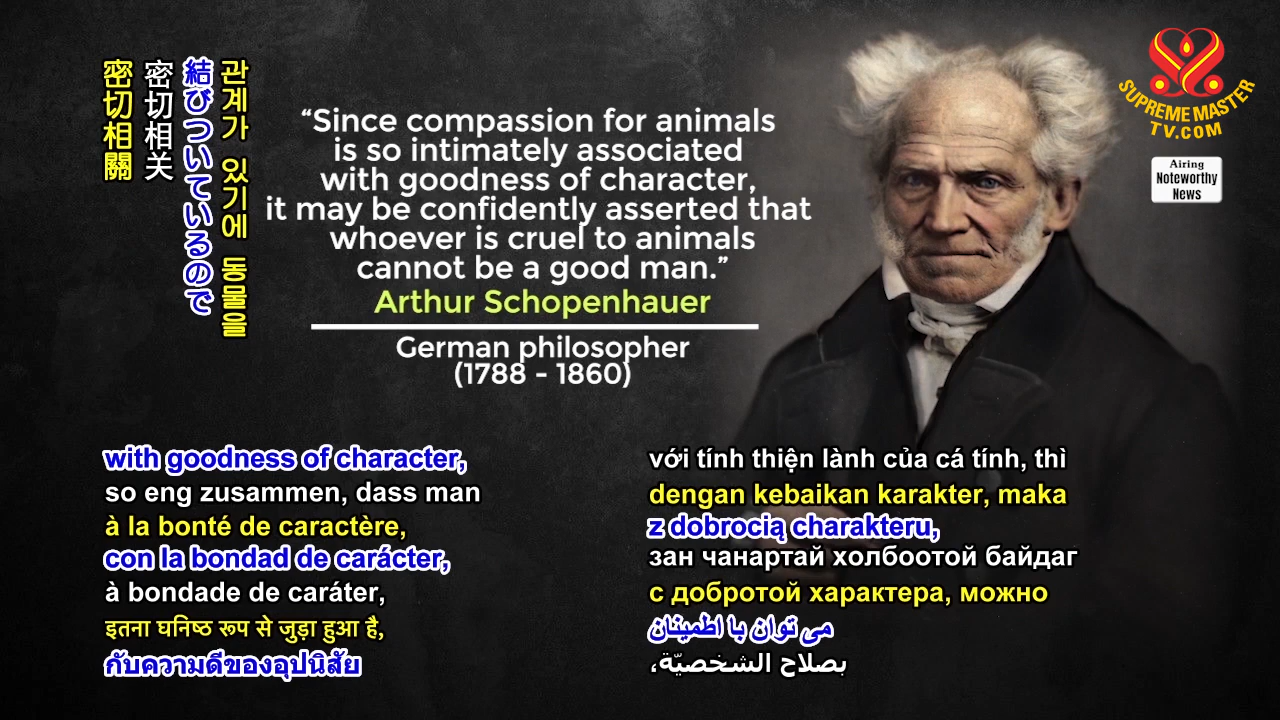 密切相關
密切相关
結びついているので
관계가 있기에 동물을
“Since compassion for animals
is so intimately associated
with goodness of character,
it may be confidently asserted that
whoever is cruel to animals
cannot be a good man.”
Arthur Schopenhauer
German philosopher
(1788 - 1860)
SUPREME MASTER
TV.COM
Airing
Noteworthy
News
with goodness of character,
so eng zusammen, dass man
à la bonté de caractère,
con la bondad de carácter,
à bondade de caráter,
इतना घनिष्ठ रूप से जुड़ा हुआ है,
กับความดีของอุปนิสัย
với tính thiện lành của cá tính, thì
dengan kebaikan karakter, maka
z dobrocią charakteru,
зан чанартай холбоотой байдаг
с добротой характера, можно
می توان با اطمینان
بصلاح الشخصيّة،